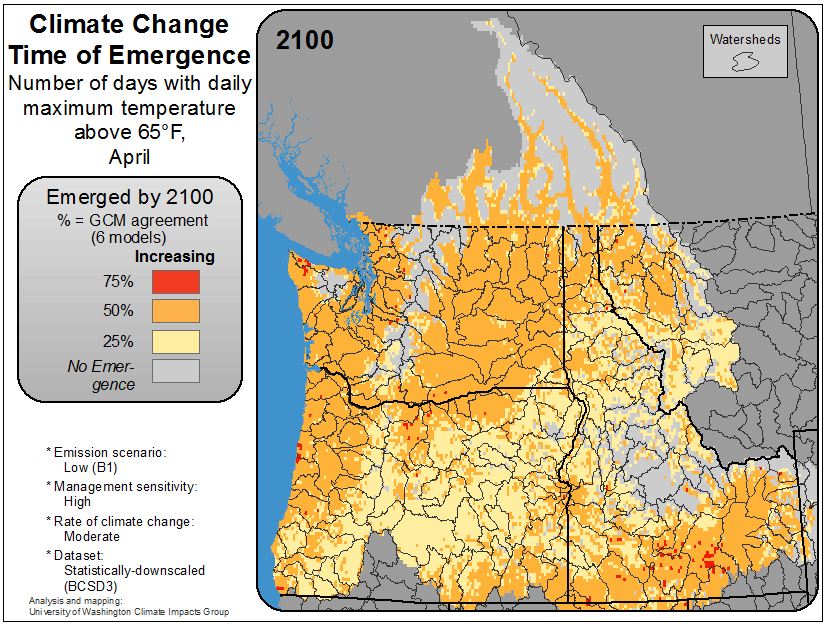 Climate Change
Time of Emergence
Number of days with daily
maximum temperature
above 65°F,
April
Emerged by 2100
% = GCM agreement
(6 models)
Increasing
75%
50%
25%
No Emer-
gence
* Emission scenario:
Low (B1)
* Management sensitivity:
High
* Rate of climate change:
Moderate
* Dataset:
Statistically-downscaled
(BCSD3)
Analysis and mapping:
University of Washington Climate Impacts Group
2100
Watersheds